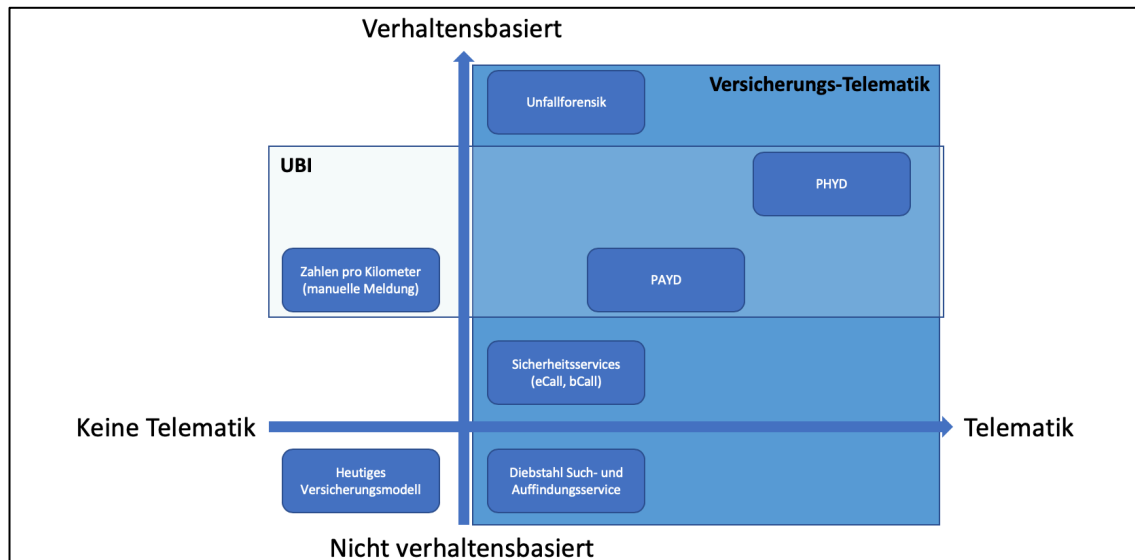 Verhaltensbasiert
Versicherungs-Telematik
Unfallforensik
UBI
PHYD
Zahlen pro Kilometer
(manuelle Meldung)
PAYD
Sicherheitsservices
(eCall, bCall)
Keine Telematik
Telematik
Heutiges
Versicherungsmodell
Diebstahl Such- und
Auffindungsservice
Nicht verhaltensbasiert